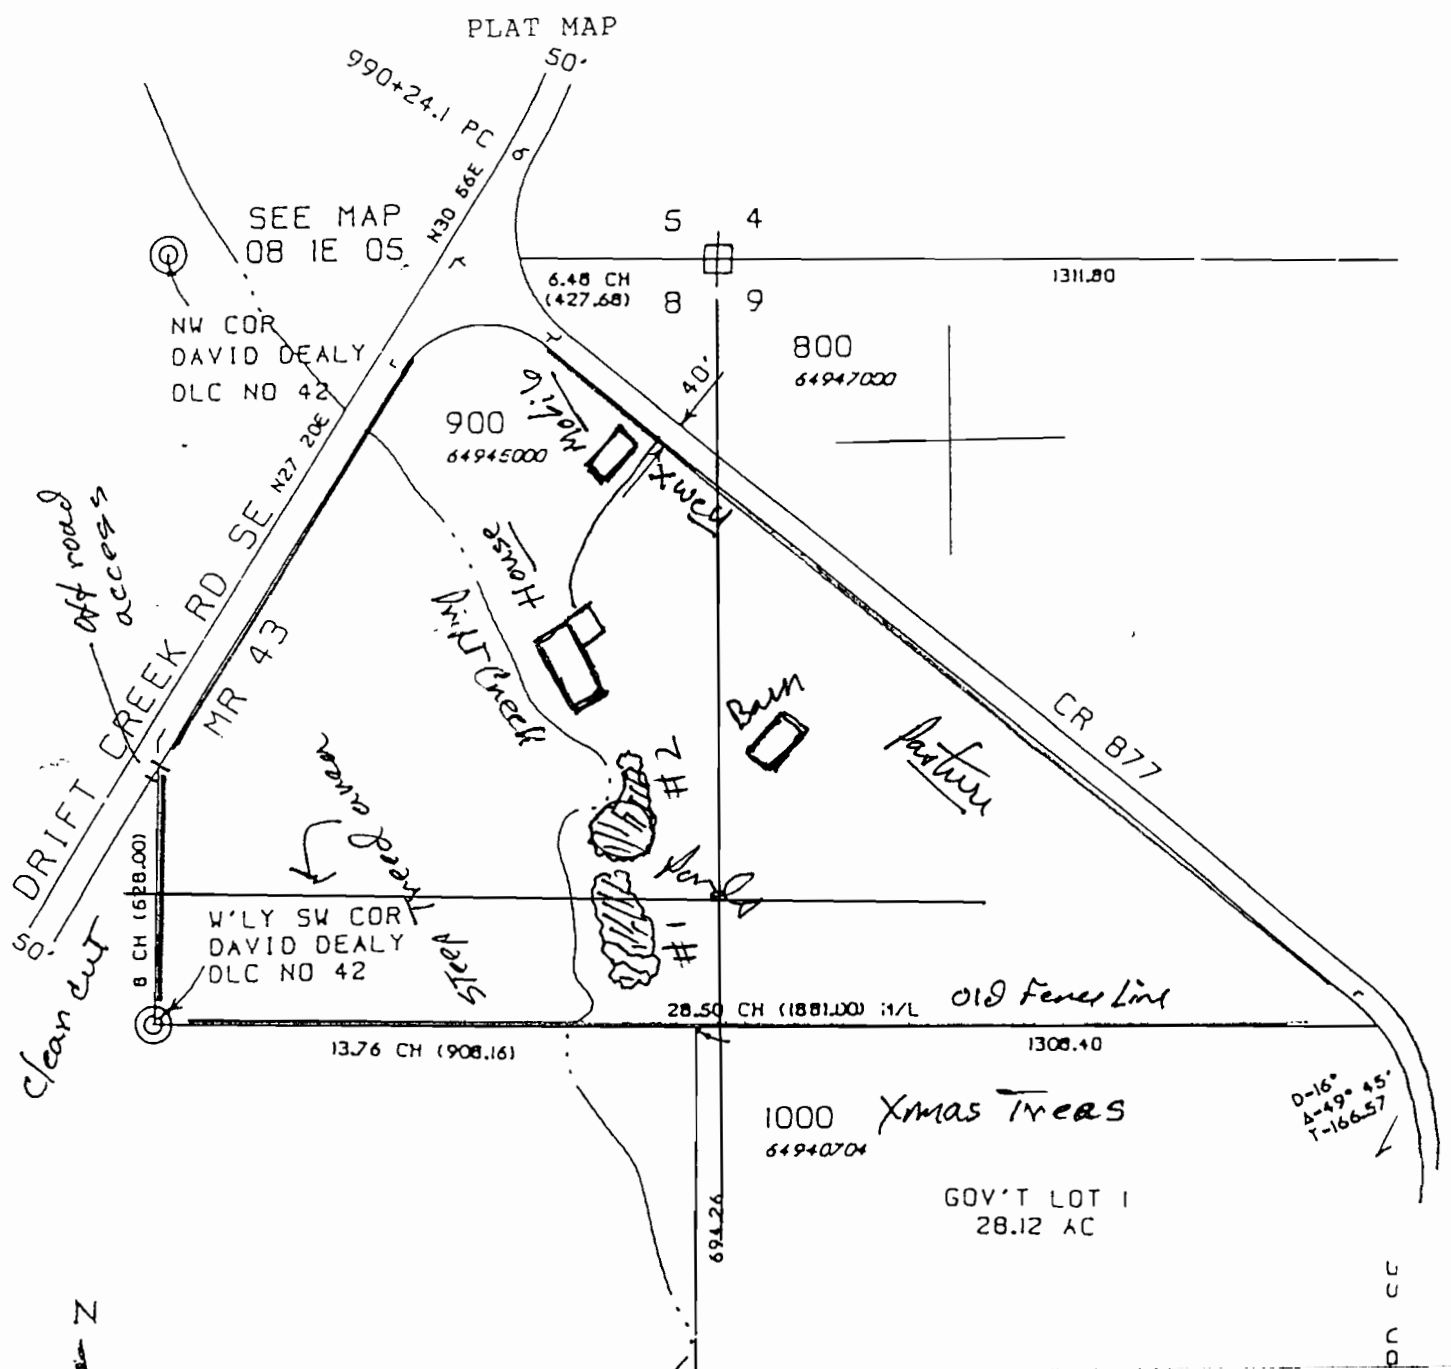 PLAT MAP
50'
990+24.1 PC
N30 56E
SEE MAP
08 1E 05
5 4
8 9
6.48 CH
(427.68)
1311.80
NW COR
DAVID DEALY
DLC NO 42
800
64947000
40'
900
64945000
Mobil
X Well
N27 20E
Off road
access
House
DRIFT CREEK RD SE
MR 43
Drift Creek
Barn
CR 877
Pasture
#2
Treed area
Steep
8 CH (528.00)
W'LY SW COR
DAVID DEALY
DLC NO 42
#1
50'
Clear cut
28.50 CH (1881.00) M/L
Old Fence Line
13.76 CH (908.16)
1308.40
D-16°
Δ-49° 45'
T-166.57
1000
64940704
Xmas Trees
GOV'T LOT 1
28.12 AC
694.26
N